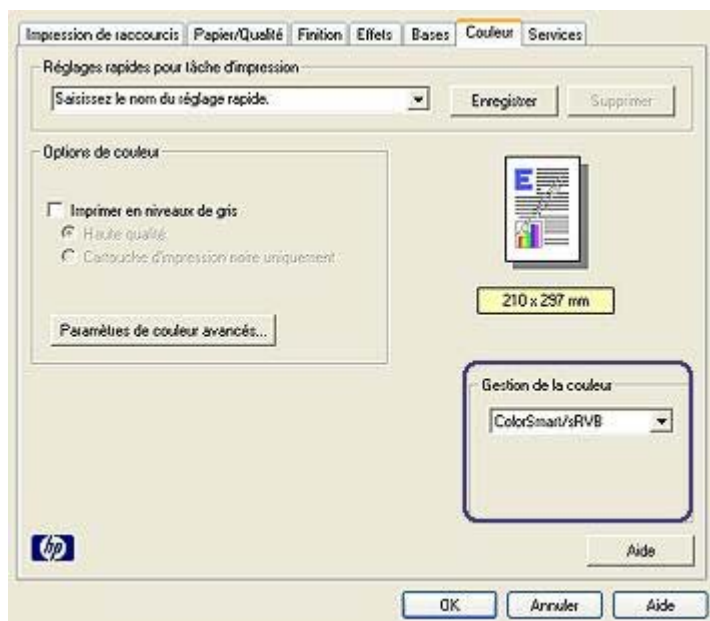 Impression de raccourcis Papier/Qualité Finition Effets Bases Couleur Services
Réglages rapides pour tâche d'impression
Saisissez le nom du réglage rapide.
Enregistrer
Supprimer
Options de couleur
Imprimer en niveaux de gris
Haute qualité
Cartouche d'impression noire uniquement
Paramètres de couleur avancés...
E
210 x 297 mm
Gestion de la couleur
ColorSmart/sRVB
hp
Aide
OK Annuler Aide